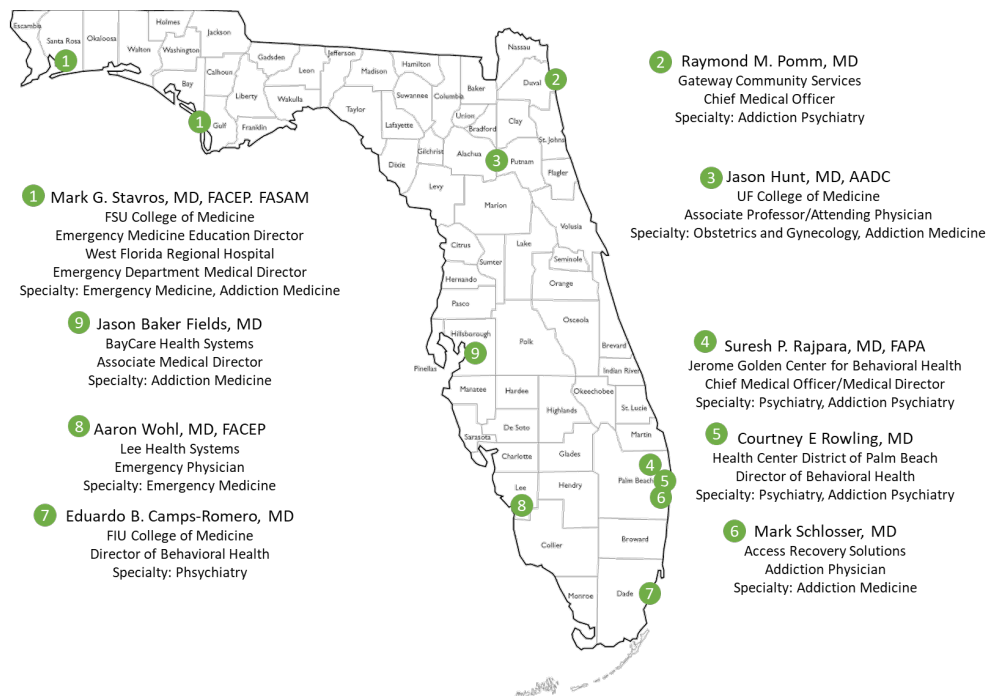 Escambia
Santa Rosa
Okaloosa
Walton
Holmes
Washington
Jackson
Bay
Calhoun
Gulf
Liberty
Gadsden
Franklin
Leon
Wakulla
Jefferson
Madison
Taylor
Hamilton
Suwannee
Lafayette
Dixie
Columbia
Gilchrist
Levy
Baker
Union
Bradford
Alachua
Nassau
Duval
Clay
St. Johns
Putnam
Flagler
Marion
Volusia
Citrus
Sumter
Lake
Hernando
Seminole
Orange
Pasco
Osceola
Hillsborough
Pinellas
Polk
Brevard
Indian River
Manatee
Hardee
Okeechobee
Highlands
St. Lucie
Sarasota
De Soto
Martin
Charlotte
Glades
Lee
Hendry
Palm Beach
Collier
Broward
Monroe
Dade
1
1
2
3
9
4
5
6
8
7
1 Mark G. Stavros, MD, FACEP. FASAM
FSU College of Medicine
Emergency Medicine Education Director
West Florida Regional Hospital
Emergency Department Medical Director
Specialty: Emergency Medicine, Addiction Medicine
9 Jason Baker Fields, MD
BayCare Health Systems
Associate Medical Director
Specialty: Addiction Medicine
8 Aaron Wohl, MD, FACEP
Lee Health Systems
Emergency Physician
Specialty: Emergency Medicine
7 Eduardo B. Camps-Romero, MD
FIU College of Medicine
Director of Behavioral Health
Specialty: Phsychiatry
2 Raymond M. Pomm, MD
Gateway Community Services
Chief Medical Officer
Specialty: Addiction Psychiatry
3 Jason Hunt, MD, AADC
UF College of Medicine
Associate Professor/Attending Physician
Specialty: Obstetrics and Gynecology, Addiction Medicine
4 Suresh P. Rajpara, MD, FAPA
Jerome Golden Center for Behavioral Health
Chief Medical Officer/Medical Director
Specialty: Psychiatry, Addiction Psychiatry
5 Courtney E Rowling, MD
Health Center District of Palm Beach
Director of Behavioral Health
Specialty: Psychiatry, Addiction Psychiatry
6 Mark Schlosser, MD
Access Recovery Solutions
Addiction Physician
Specialty: Addiction Medicine